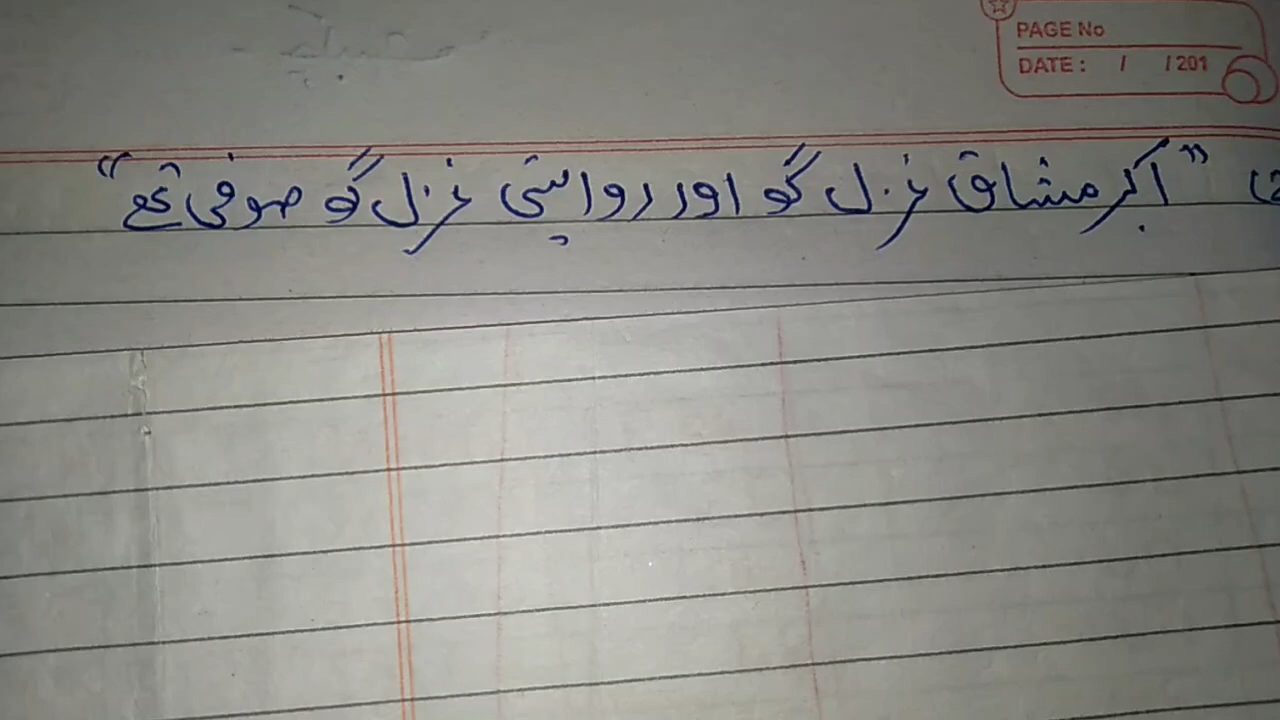 PAGE No
DATE : / / 201
"اکبر مشاق غزل گو اور روایتی غزل گو صوفی تھے"